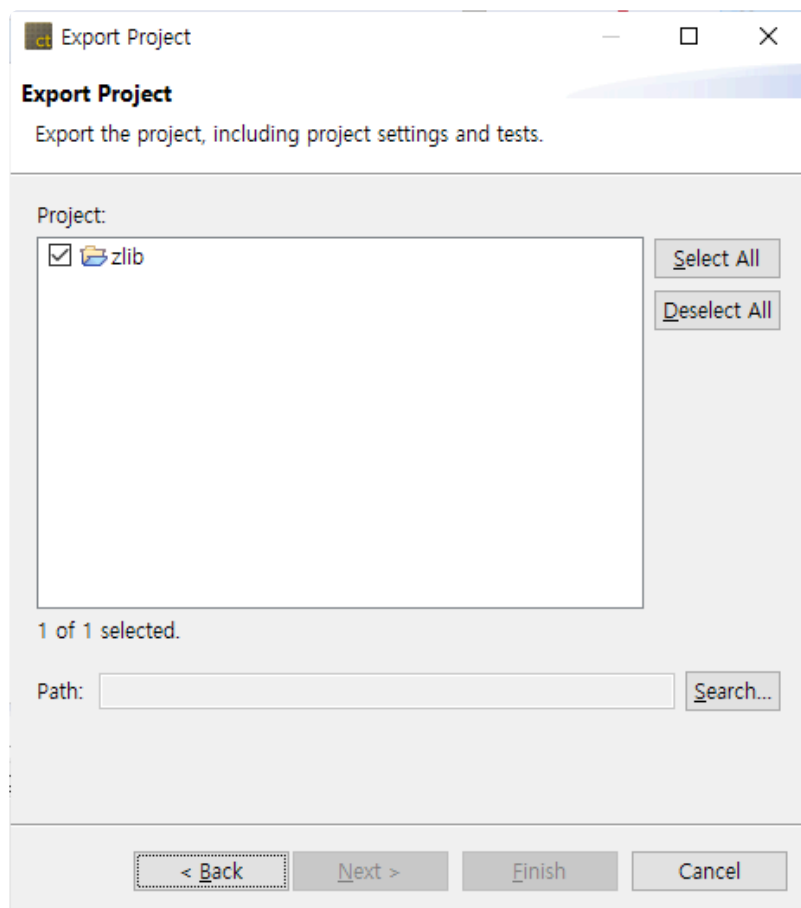 ct Export Project
Export Project
Export the project, including project settings and tests.
Project:
zlib
Select All
Deselect All
1 of 1 selected.
Path:
Search...
< Back
Next >
Finish
Cancel